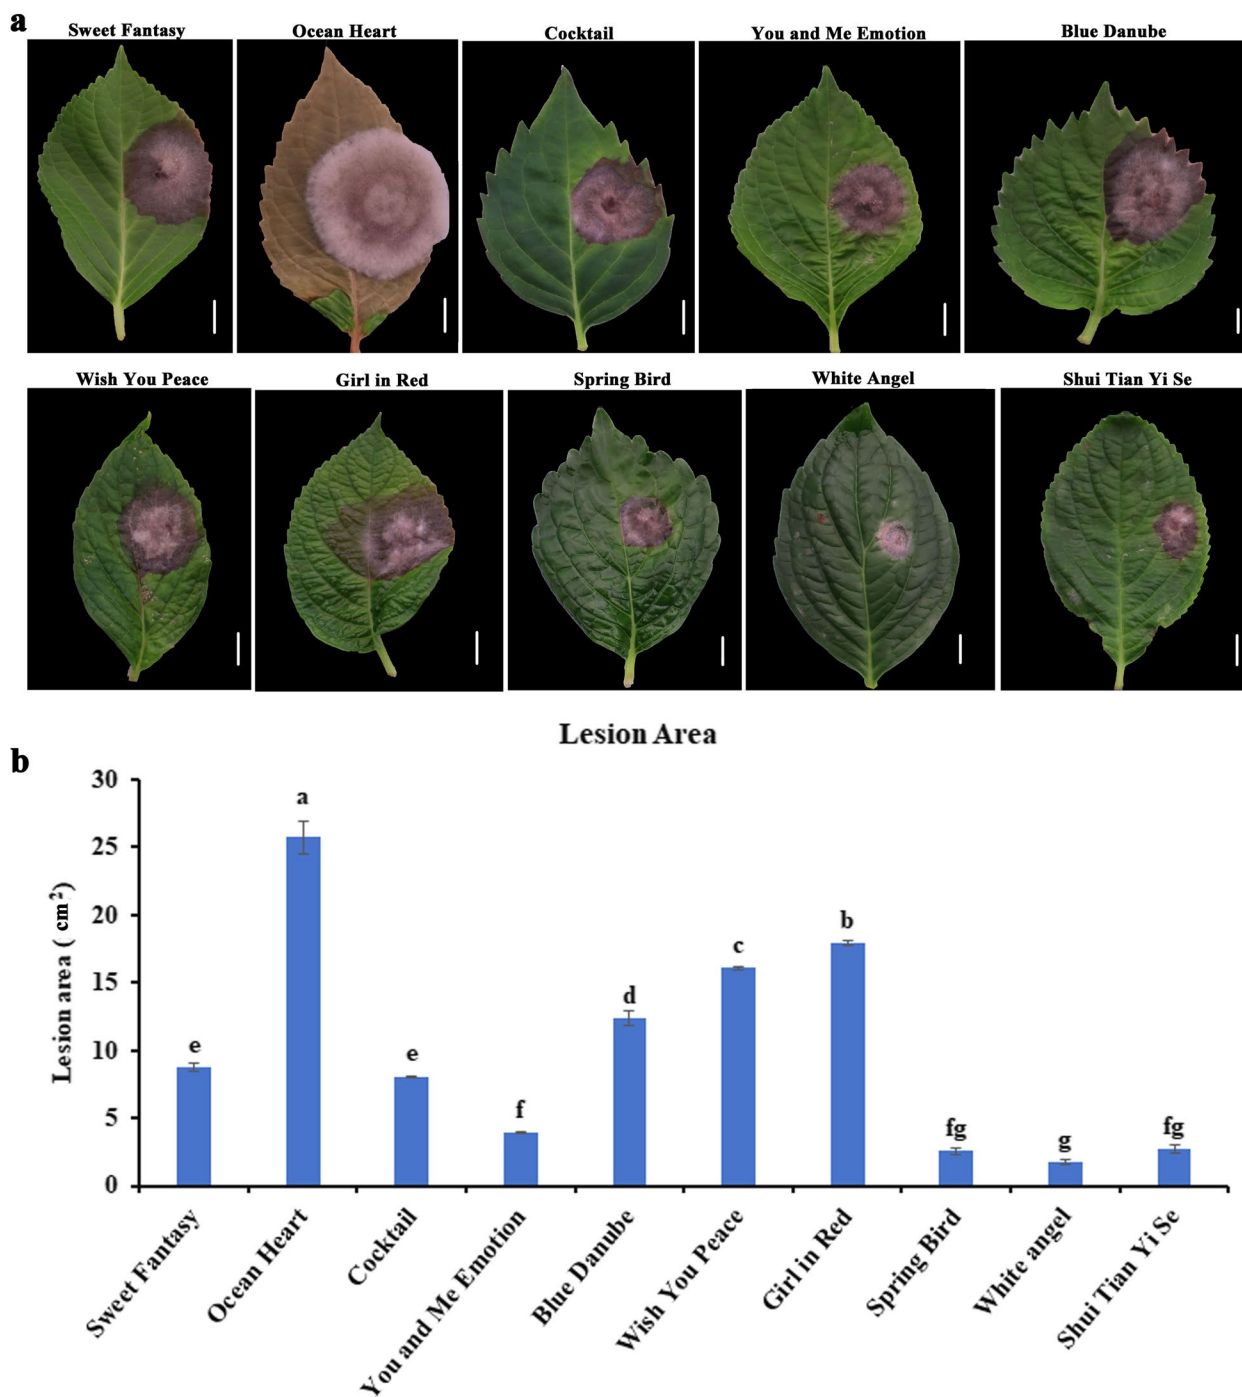 a
Sweet Fantasy
Ocean Heart
Cocktail
You and Me Emotion
Blue Danube
Wish You Peace
Girl in Red
Spring Bird
White Angel
Shui Tian Yi Se
b
Lesion Area
Lesion area ( cm²)
30
25
20
15
10
5
0
e
a
e
f
d
c
b
fg
g
fg
Sweet Fantasy
Ocean Heart
Cocktail
You and Me Emotion
Blue Danube
Wish You Peace
Girl in Red
Spring Bird
White angel
Shui Tian Yi Se